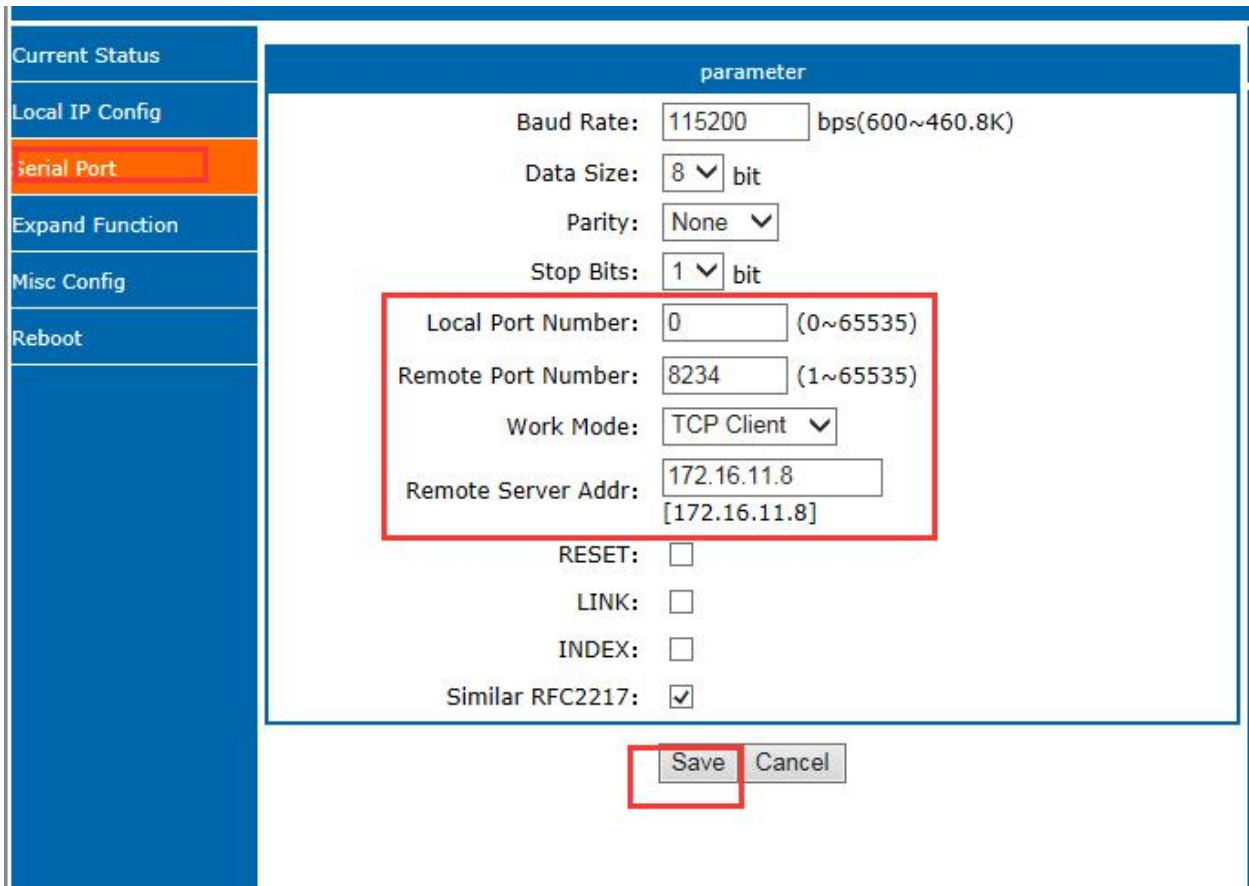 Current Status
Local IP Config
Serial Port
Expand Function
Misc Config
Reboot
parameter
Baud Rate: 115200 bps(600~460.8K)
Data Size: 8 bit
Parity: None
Stop Bits: 1 bit
Local Port Number: 0 (0~65535)
Remote Port Number: 8234 (1~65535)
Work Mode: TCP Client
Remote Server Addr: 172.16.11.8
[172.16.11.8]
RESET:
LINK:
INDEX:
Similar RFC2217:
Save Cancel